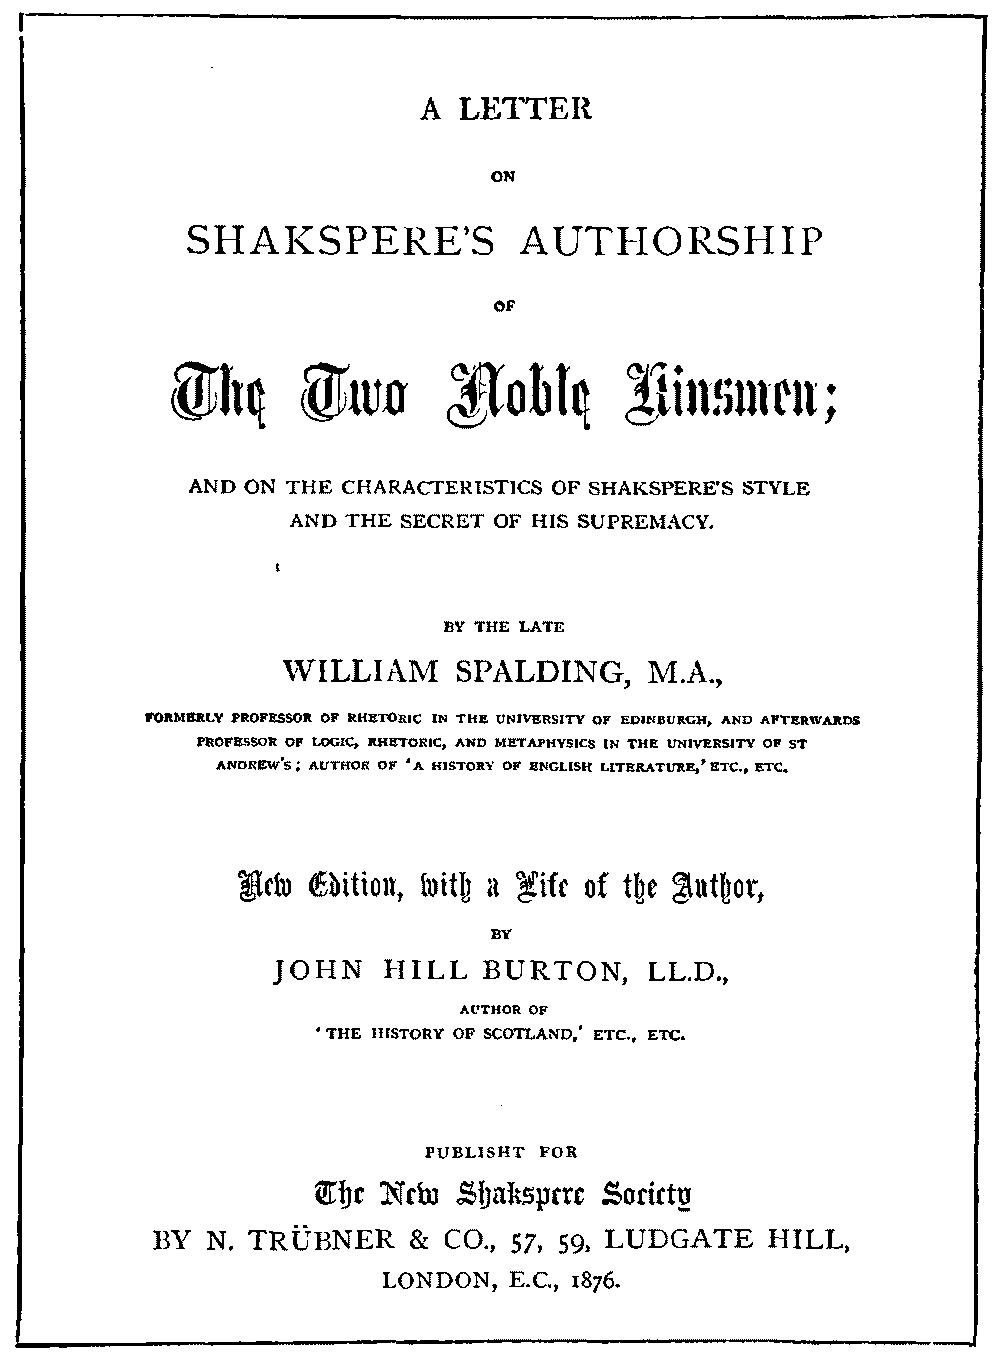 A LETTER
ON
SHAKSPERE'S AUTHORSHIP
OF
The Two Noble Kinsmen;
AND ON THE CHARACTERISTICS OF SHAKSPERE'S STYLE
AND THE SECRET OF HIS SUPREMACY.
BY THE LATE
WILLIAM SPALDING, M.A.,
FORMERLY PROFESSOR OF RHETORIC IN THE UNIVERSITY OF EDINBURGH, AND AFTERWARDS
PROFESSOR OF LOGIC, RHETORIC, AND METAPHYSICS IN THE UNIVERSITY OF ST
ANDREW'S; AUTHOR OF 'A HISTORY OF ENGLISH LITERATURE,' ETC., ETC.
New Edition, with a Life of the Author,
BY
JOHN HILL BURTON, LL.D.,
AUTHOR OF
'THE HISTORY OF SCOTLAND,' ETC., ETC.
PUBLISHT FOR
The New Shakspere Society
BY N. TRÜBNER & CO., 57, 59, LUDGATE HILL,
LONDON, E.C., 1876.